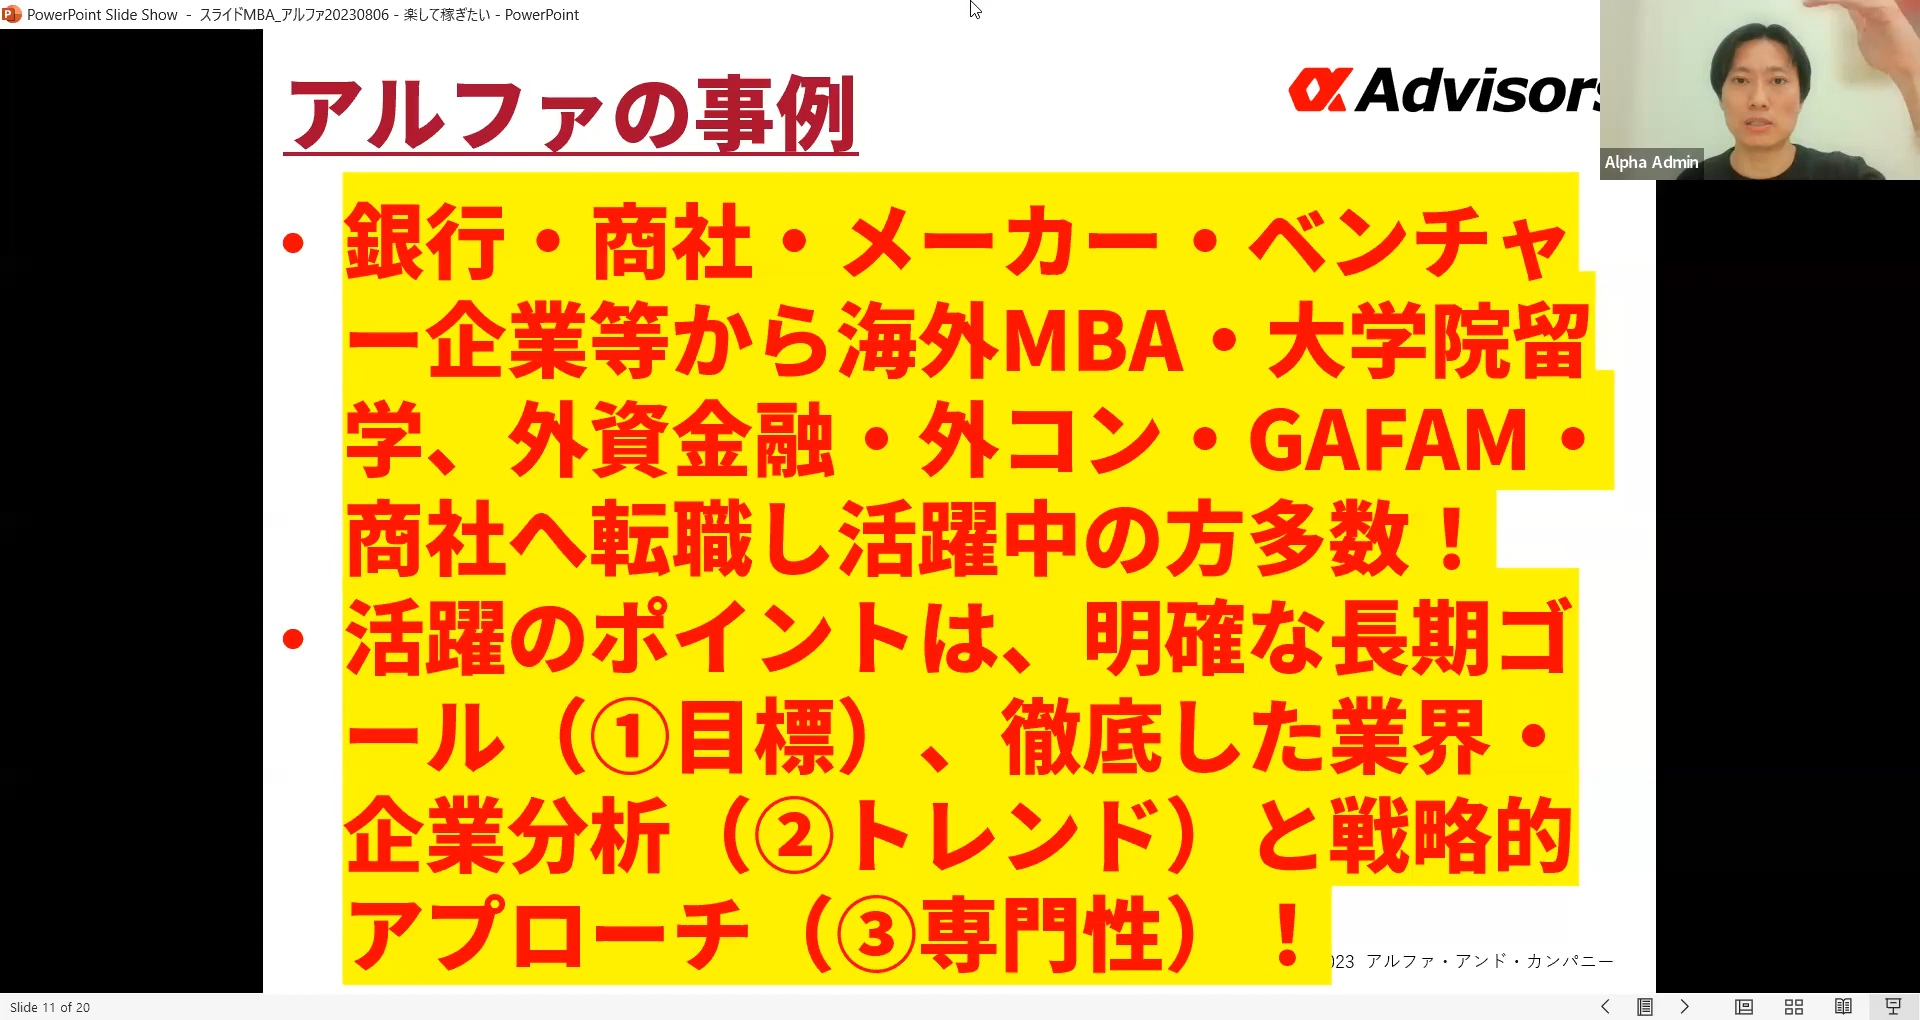 PowerPoint Slide Show - スライドMBA_アルファ20230806 - 楽して稼ぎたい - PowerPoint
アルファの事例
Advisors
Alpha Admin
• 銀行・商社・メーカー・ベンチャ
ー企業等から海外MBA・大学院留
学、外資金融・外コン・GAFAM・
商社へ転職し活躍中の方多数！
• 活躍のポイントは、明確な長期ゴ
ール（①目標）、徹底した業界・
企業分析（②トレンド）と戦略的
アプローチ（③専門性）！
023 アルファ・アンド・カンパニー
Slide 11 of 20